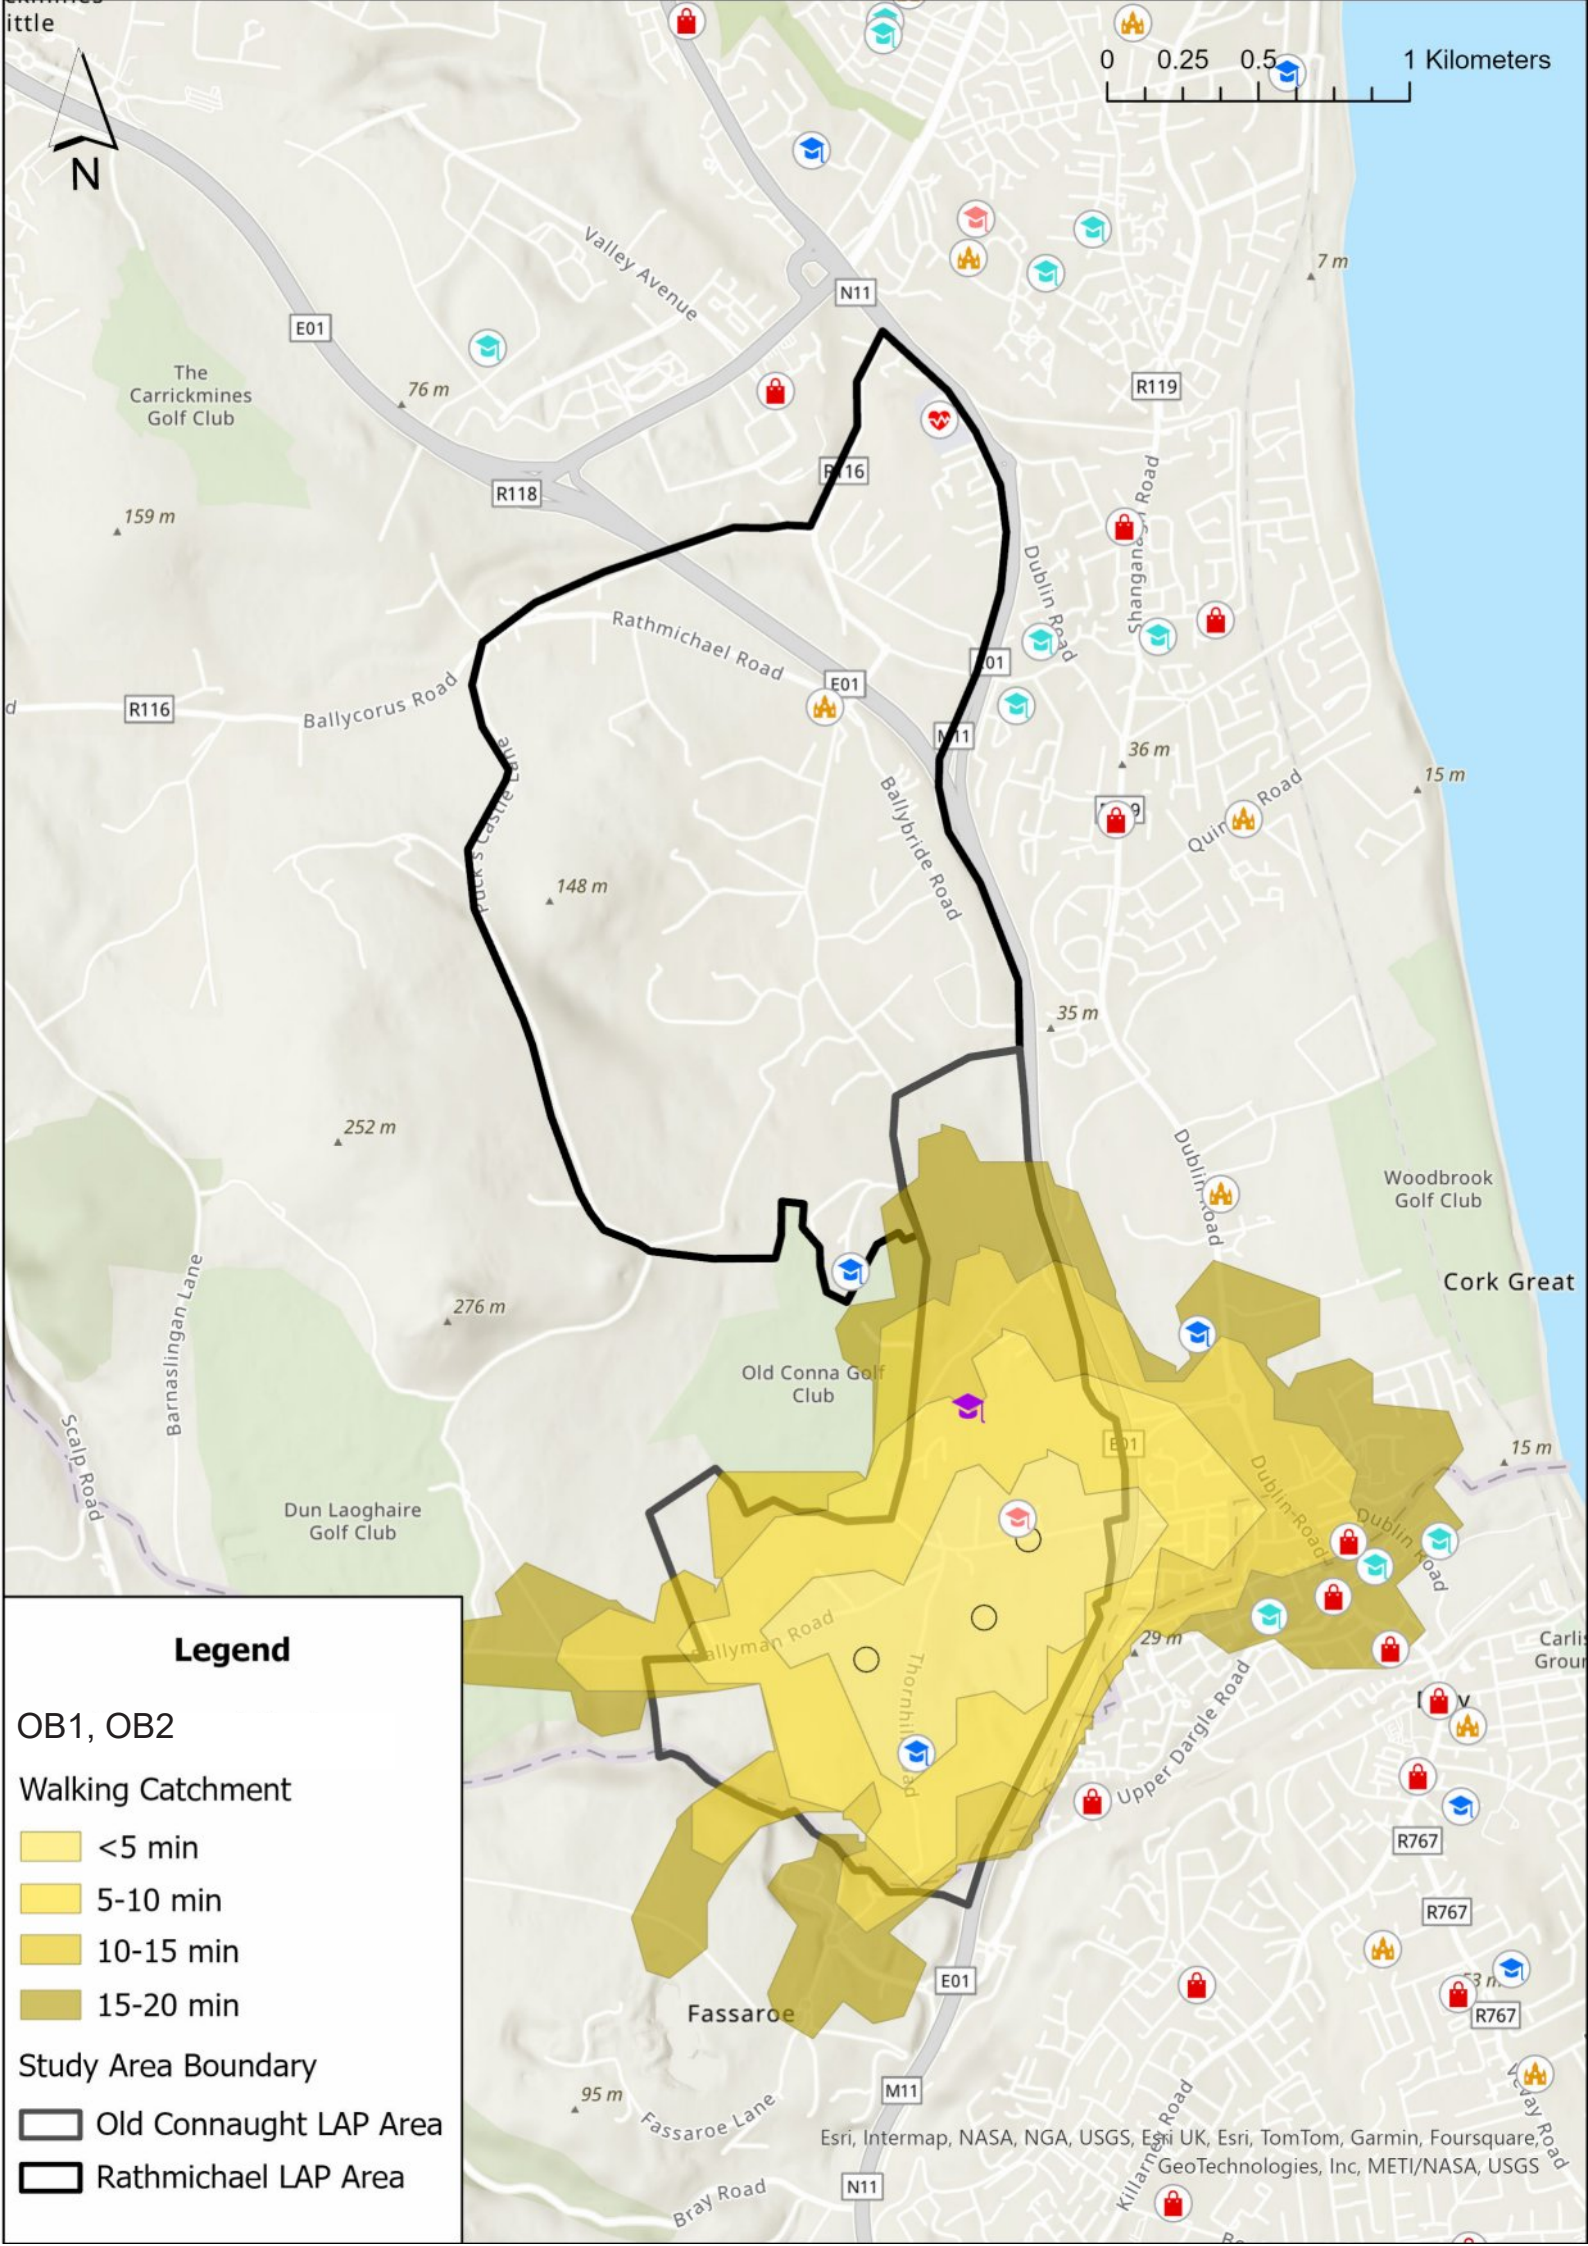 ittle
0 0.25 0.5 1 Kilometers
N
Valley Avenue
7 m
N11
E01
The
Carrickmines
Golf Club
76 m
R119
R116
R118
159 m
Shanganagh Road
Dublin Road
Rathmichael Road
E01
E01
R116
Ballycorus Road
M11
Puck's Castle Lane
36 m
15 m
Ballybride Road
R119
148 m
35 m
252 m
Dublin Road
Woodbrook
Golf Club
Barnaslingan Lane
276 m
Cork Great
Old Conna Golf
Club
Scalp Road
E01
15 m
Dun Laoghaire
Golf Club
Dublin Road
Dublin Road
Ballyman Road
29 m
Thornhill Road
Upper Dargle Road
R767
R767
E01
53 m
Fassaroe
R767
M11
95 m
Fassaroe Lane
Killarney Road
Bray Road
N11
Legend
OB1, OB2
Walking Catchment
<5 min
5-10 min
10-15 min
15-20 min
Study Area Boundary
Old Connaught LAP Area
Rathmichael LAP Area
Esri, Intermap, NASA, NGA, USGS, Esri UK, Esri, TomTom, Garmin, Foursquare,
GeoTechnologies, Inc, METI/NASA, USGS